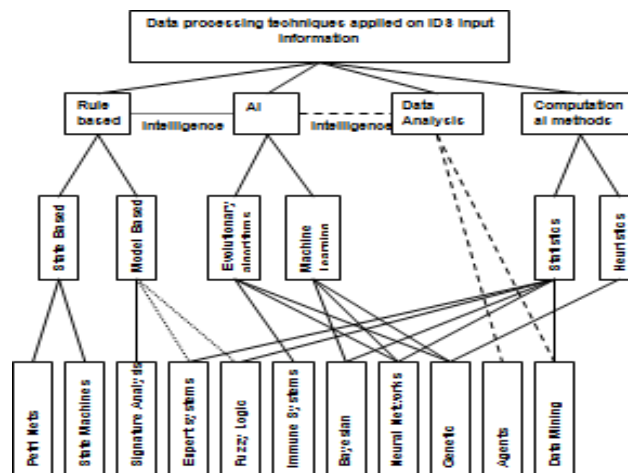 Data processing techniques applied on IDS input
information
Rule
based
Intelligence
AI
Intelligence
Data
Analysis
Computation
al methods
State Based
Model Based
Evolutionary
algorithms
Machine
Learning
Statistics
Heuristics
Petri Nets
State Machines
Signature Analysis
Expert systems
Fuzzy Logic
Immune Systems
Bayesian
Neural Networks
Genetic
Agents
Data Mining